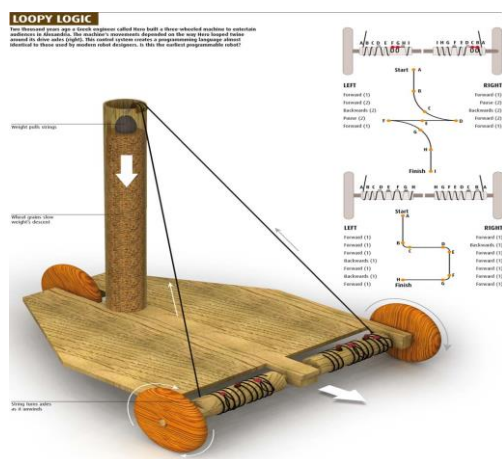 LOOPY LOGIC
Two thousand years ago a Greek engineer called Hero built a three-wheeled machine to entertain
audiences in Alexandria. The machine's movements depended on the way Hero looped twine
around its drive axles (right). This control system creates a programming language almost
identical to those used by modern robot designers. Is this the earliest programmable robot?
Weight pulls strings
Wheat grains slow
weight's descent
String turns axles
as it unwinds
A B C D E F G H I
I H G F E D C B A
Start
A
B
C
F
E
D
G
H
Finish
I
LEFT
Forward (1)
Forward (2)
Backwards (2)
Pause (2)
Forward (1)
RIGHT
Forward (1)
Pause (2)
Backwards (2)
Forward (2)
Forward (1)
A B C D E F G H
H G F E D C B A
Start
A
B
C
D
E
F
H
G
Finish
LEFT
Forward (1)
Forward (1)
Forward (1)
Backwards (1)
Forward (1)
Backwards (1)
Forward (1)
RIGHT
Forward (1)
Backwards (1)
Forward (1)
Forward (1)
Forward (1)
Forward (1)
Forward (1)